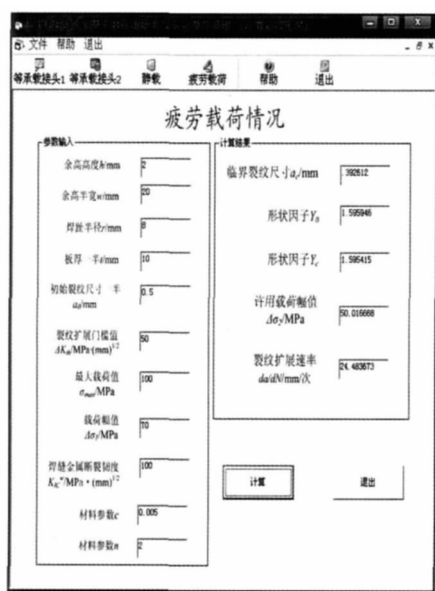 文件 帮助 退出
等承载接头1 等承载接头2 静载 疲劳载荷 帮助 退出
疲劳载荷情况
参数输入
余高高度h/mm 2
余高半宽w/mm 20
焊趾半径r/mm 8
板厚一半t/mm 10
初始裂纹尺寸一半
a₀/mm 0.5
裂纹扩展门槛值
ΔKth/MPa·(mm)^1/2 50
最大载荷值
σmax/MPa 100
载荷幅值
Δσf/MPa 70
焊缝金属断裂韧度
/MPa·(mm)^1/2 100
材料参数c 0.005
材料参数n 2
计算结果
临界裂纹尺寸ac/mm .392612
形状因子Y₀ 1.595946
形状因子Yc 1.595415
许用载荷幅值
Δσf/MPa 50.016668
裂纹扩展速率
da/dN/mm/次 24.483673
计算 退出